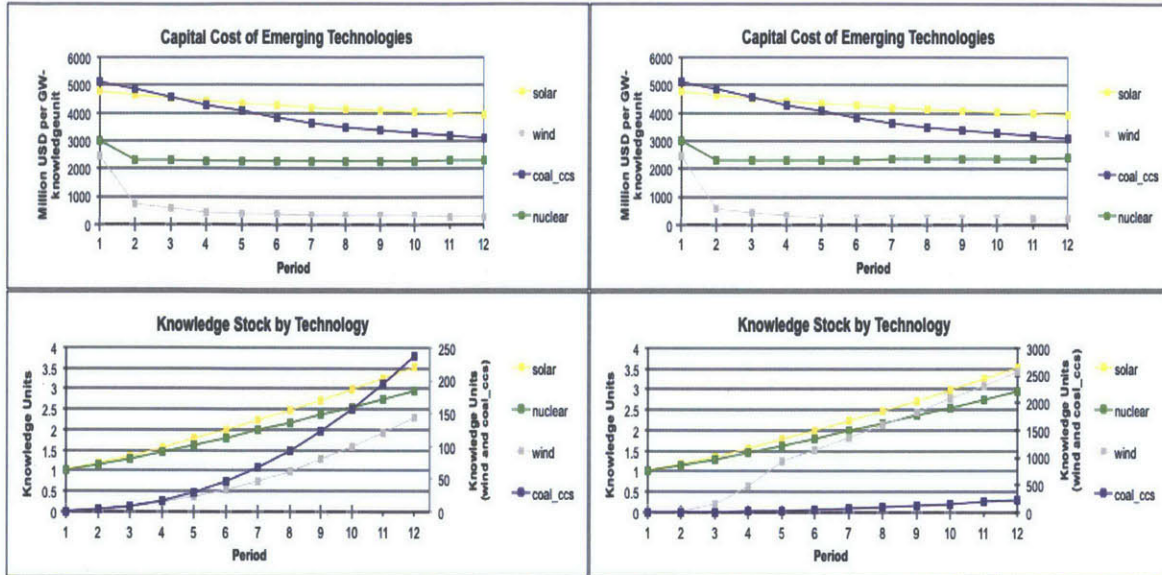 Capital Cost of Emerging Technologies
Million USD per GW-
knowledgeunit
6000
5000
4000
3000
2000
1000
0
1 2 3 4 5 6 7 8 9 10 11 12
Period
solar
wind
coal_ccs
nuclear
Capital Cost of Emerging Technologies
Million USD per GW-
knowledgeunit
6000
5000
4000
3000
2000
1000
0
1 2 3 4 5 6 7 8 9 10 11 12
Period
solar
wind
coal_ccs
nuclear
Knowledge Stock by Technology
Knowledge Units
4
3.5
3
2.5
2
1.5
1
0.5
0
1 2 3 4 5 6 7 8 9 10 11 12
Period
250
200
150
100
50
0
Knowledge Units
(wind and coal_ccs)
solar
nuclear
wind
coal_ccs
Knowledge Stock by Technology
Knowledge Units
4
3.5
3
2.5
2
1.5
1
0.5
0
1 2 3 4 5 6 7 8 9 10 11 12
Period
3000
2500
2000
1500
1000
500
0
Knowledge Units
(wind and cosl_ccs)
solar
nuclear
wind
coal_ccs